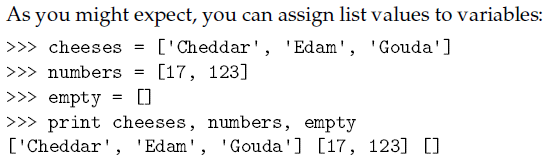 As you might expect, you can assign list values to variables:
>>> cheeses = ['Cheddar', 'Edam', 'Gouda']
>>> numbers = [17, 123]
>>> empty = []
>>> print cheeses, numbers, empty
['Cheddar', 'Edam', 'Gouda'] [17, 123] []